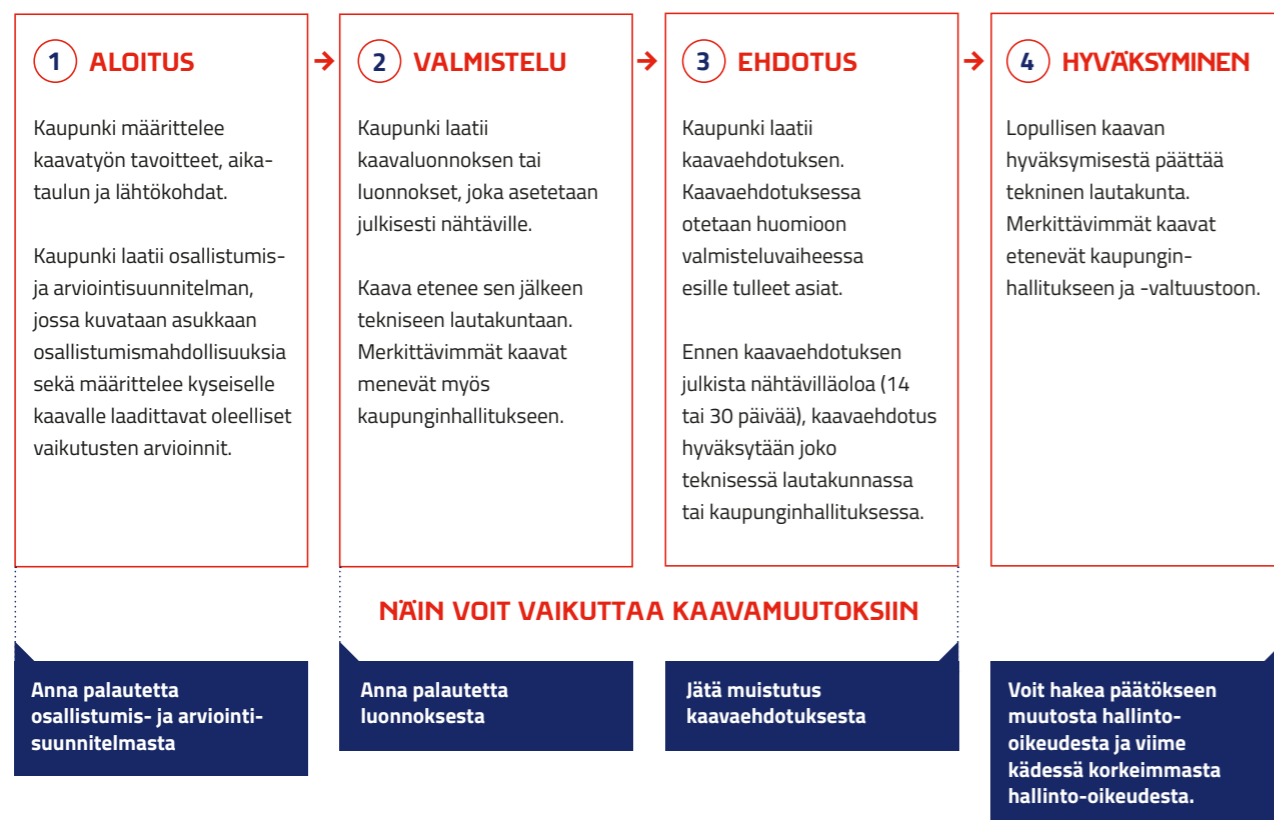 1 ALOITUS
Kaupunki määrittelee
kaavatyön tavoitteet, aika-
taulun ja lähtökohdat.
Kaupunki laatii osallistumis-
ja arviointisuunnitelman,
jossa kuvataan asukkaan
osallistumismahdollisuuksia
sekä määrittelee kyseiselle
kaavalle laadittavat oleelliset
vaikutusten arvioinnit.
→
2 VALMISTELU
Kaupunki laatii
kaavaluonnoksen tai
luonnokset, joka asetetaan
julkisesti nähtäville.
Kaava etenee sen jälkeen
tekniseen lautakuntaan.
Merkittävimmät kaavat
menevät myös
kaupunginhallitukseen.
→
3 EHDOTUS
Kaupunki laatii
kaavaehdotuksen.
Kaavaehdotuksessa
otetaan huomioon
valmisteluvaiheessa
esille tulleet asiat.
Ennen kaavaehdotuksen
julkista nähtävilläoloa (14
tai 30 päivää), kaavaehdotus
hyväksytään joko
teknisessä lautakunnassa
tai kaupunginhallituksessa.
→
4 HYVÄKSYMINEN
Lopullisen kaavan
hyväksymisestä päättää
tekninen lautakunta.
Merkittävimmät kaavat
etenevät kaupungin-
hallitukseen ja -valtuustoon.
NÄIN VOIT VAIKUTTAA KAAVAMUUTOKSIIN
Anna palautetta
osallistumis- ja arviointi-
suunnitelmasta
Anna palautetta
luonnoksesta
Jätä muistutus
kaavaehdotuksesta
Voit hakea päätökseen
muutosta hallinto-
oikeudesta ja viime
kädessä korkeimmasta
hallinto-oikeudesta.